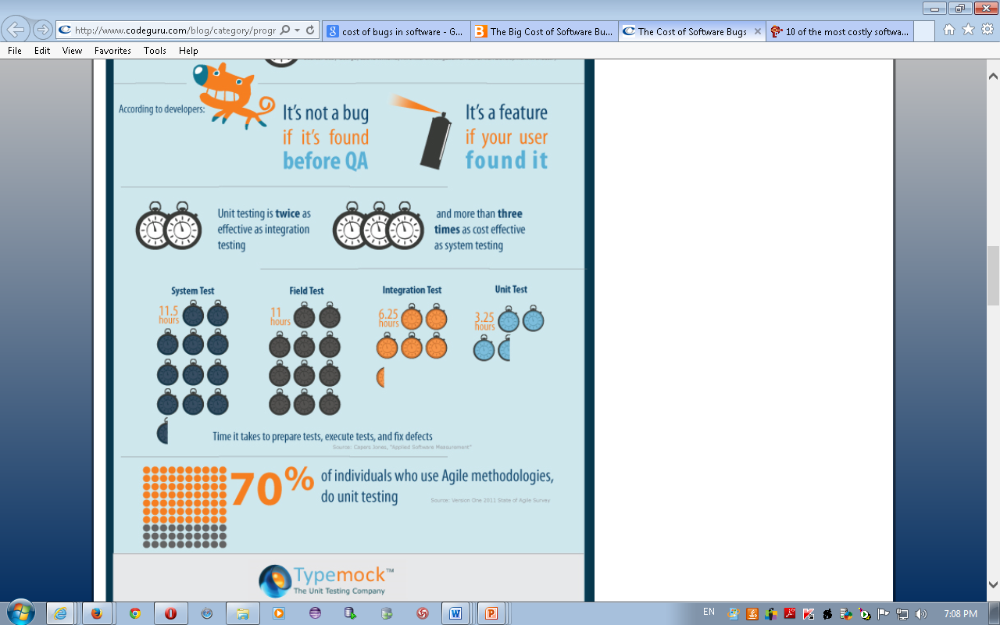 http://www.codeguru.com/blog/category/progr
cost of bugs in software - G...
The Big Cost of Software Bu...
The Cost of Software Bugs
10 of the most costly softwa...
File Edit View Favorites Tools Help
According to developers:
It's not a bug
if it's found
before QA
It's a feature
if your user
found it
Unit testing is twice as
effective as integration
testing
and more than three
times as cost effective
as system testing
System Test
11.5
hours
Field Test
11
hours
Integration Test
6.25
hours
Unit Test
3.25
hours
Time it takes to prepare tests, execute tests, and fix defects
Source: Capers Jones, "Applied Software Measurement"
70%
of individuals who use Agile methodologies,
do unit testing
Source: Version One 2011 State of Agile Survey
Typemock™
The Unit Testing Company
EN
7:08 PM